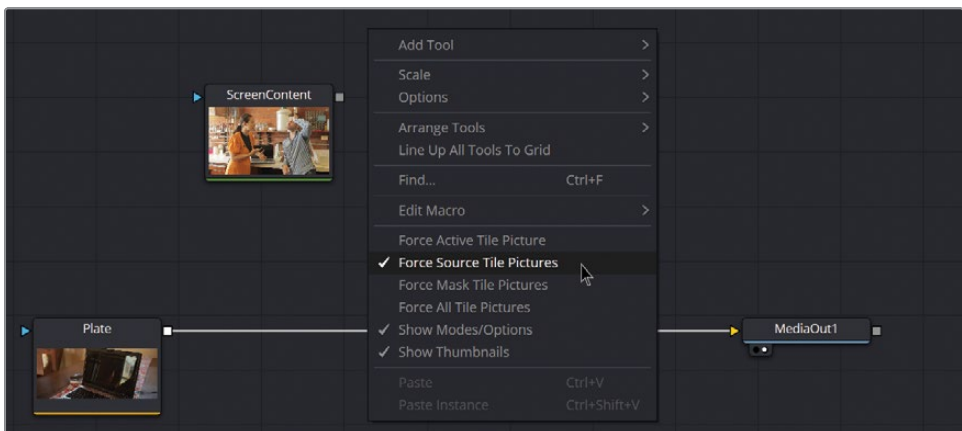 Add Tool
ScreenContent
Scale
Options
Arrange Tools
Line Up All Tools To Grid
Find... Ctrl+F
Edit Macro
Force Active Tile Picture
✓ Force Source Tile Pictures
Force Mask Tile Pictures
Force All Tile Pictures
Plate
✓ Show Modes/Options
MediaOut1
✓ Show Thumbnails
Paste Ctrl+V
Paste Instance Ctrl+Shift+V